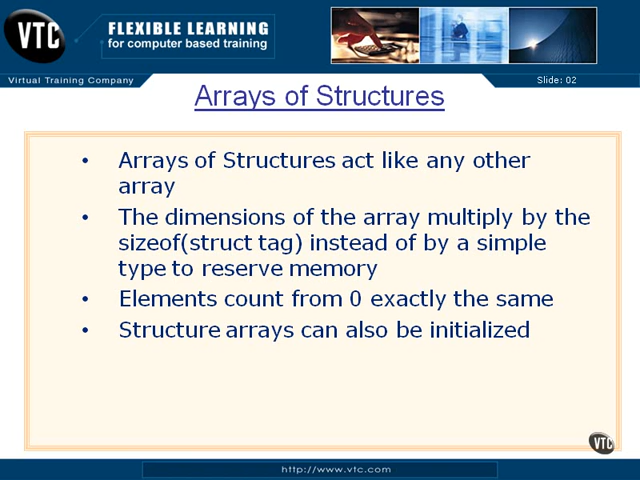 VTC
FLEXIBLE LEARNING
for computer based training
Virtual Training Company
Slide: 02
Arrays of Structures
• Arrays of Structures act like any other
array
• The dimensions of the array multiply by the
sizeof(struct tag) instead of by a simple
type to reserve memory
• Elements count from 0 exactly the same
• Structure arrays can also be initialized
VTC
http://www.vtc.com